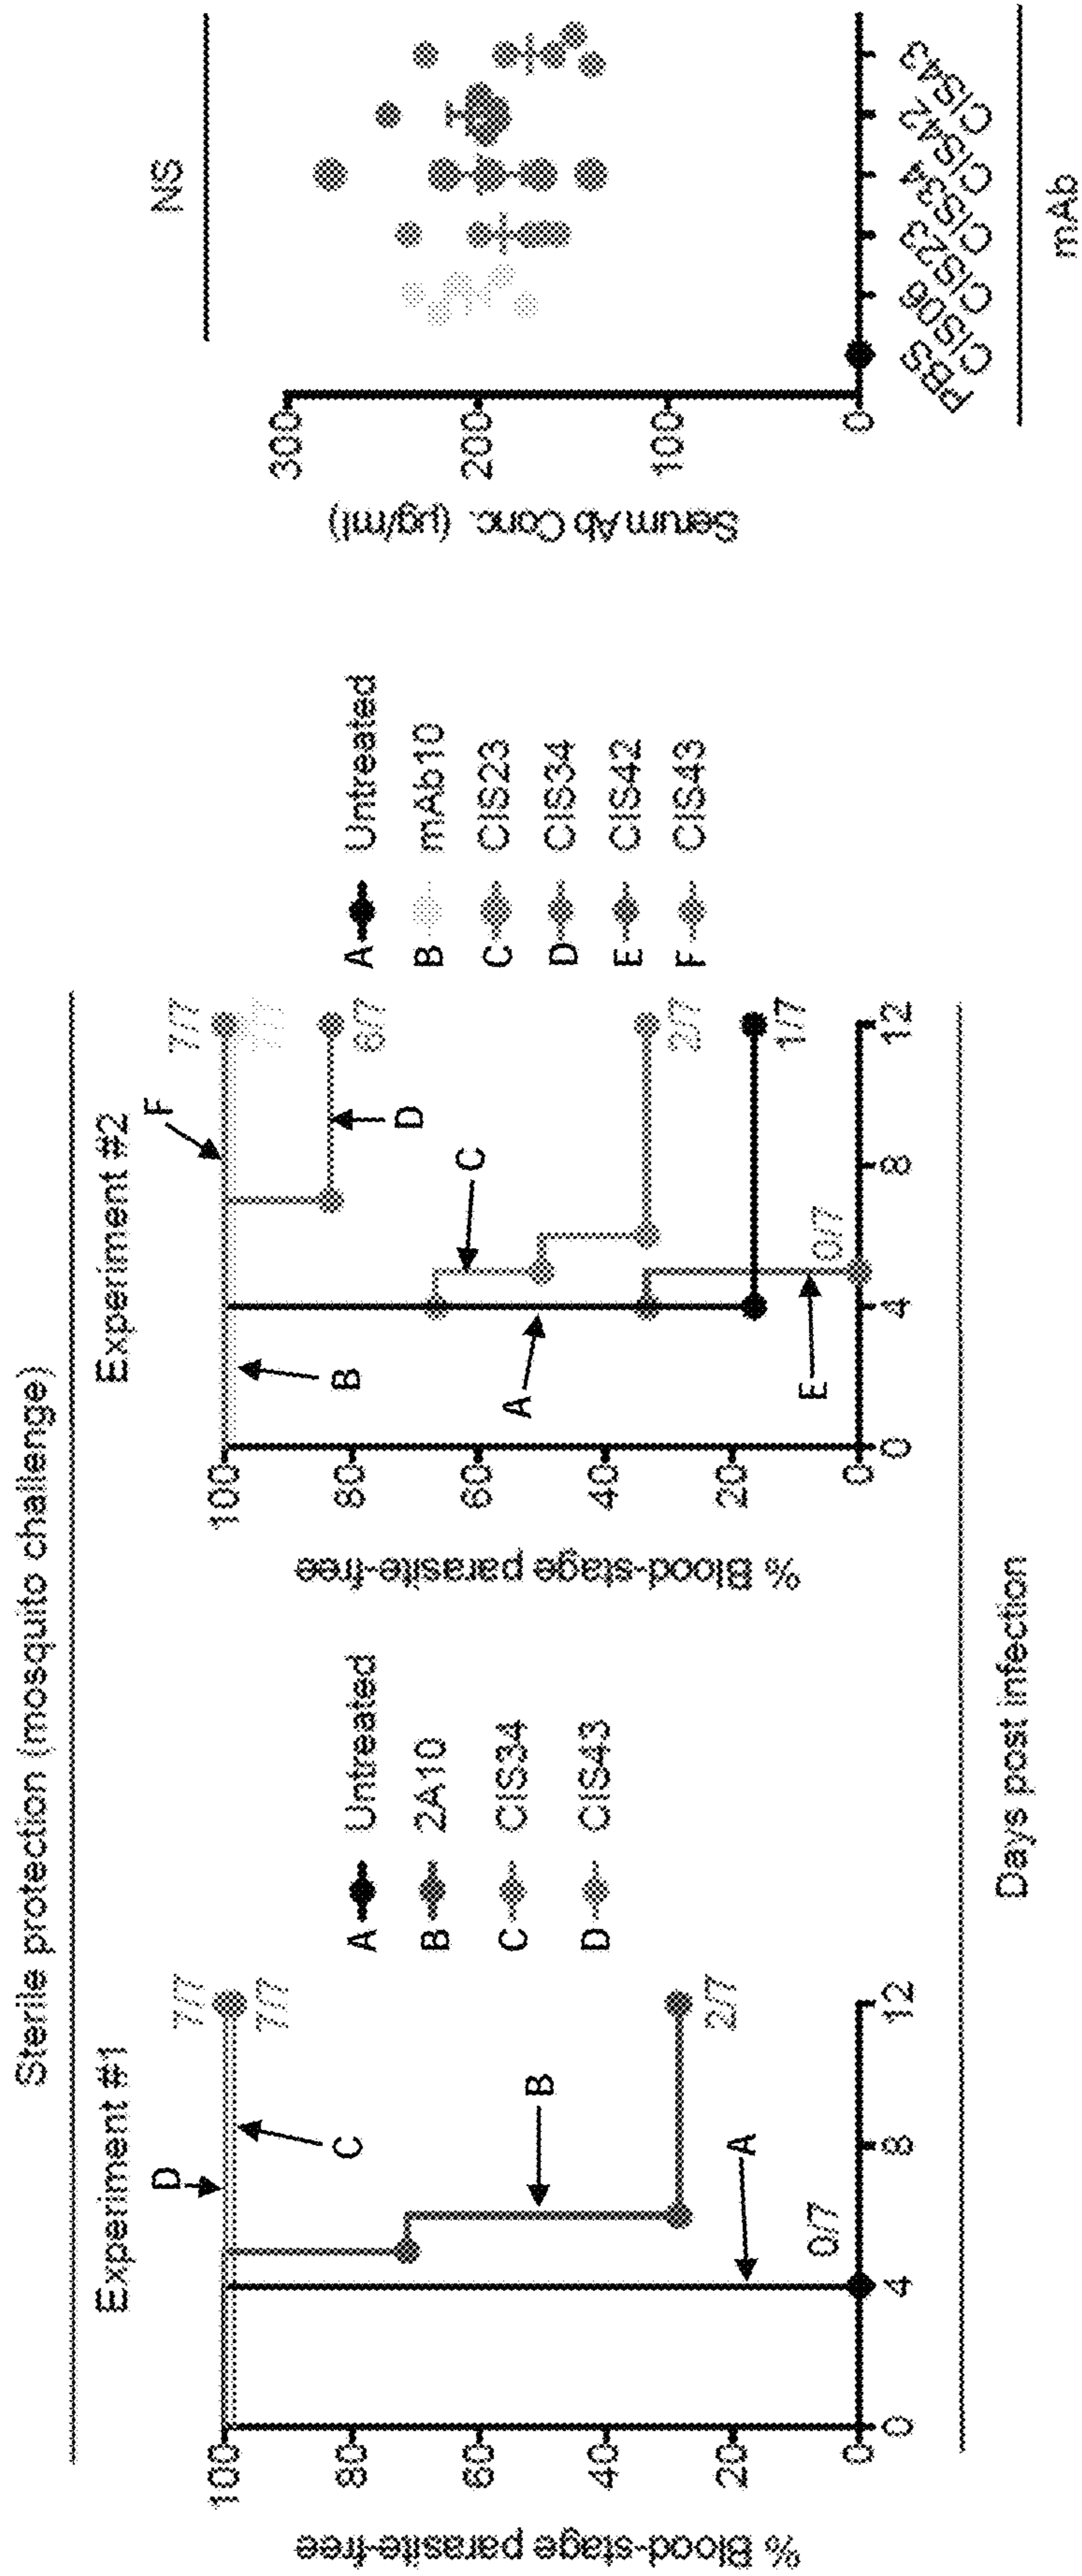 Sterile protection (mosquito challenge)
Experiment #1
% Blood-stage parasite-free
100
80
60
40
20
0
0
4
8
12
D
C
B
A
7/7
7/7
2/7
0/7
A Untreated
B 2A10
C CIS34
D CIS43
Experiment #2
% Blood-stage parasite-free
100
80
60
40
20
0
0
4
8
12
F
B
D
C
A
E
7/7
7/7
6/7
2/7
1/7
0/7
A Untreated
B mAb10
C CIS23
D CIS34
E CIS42
F CIS43
Days post infection
NS
Serum Ab Conc. (μg/ml)
300
200
100
0
PBS
CIS06
CIS23
CIS34
CIS42
CIS43
mAb